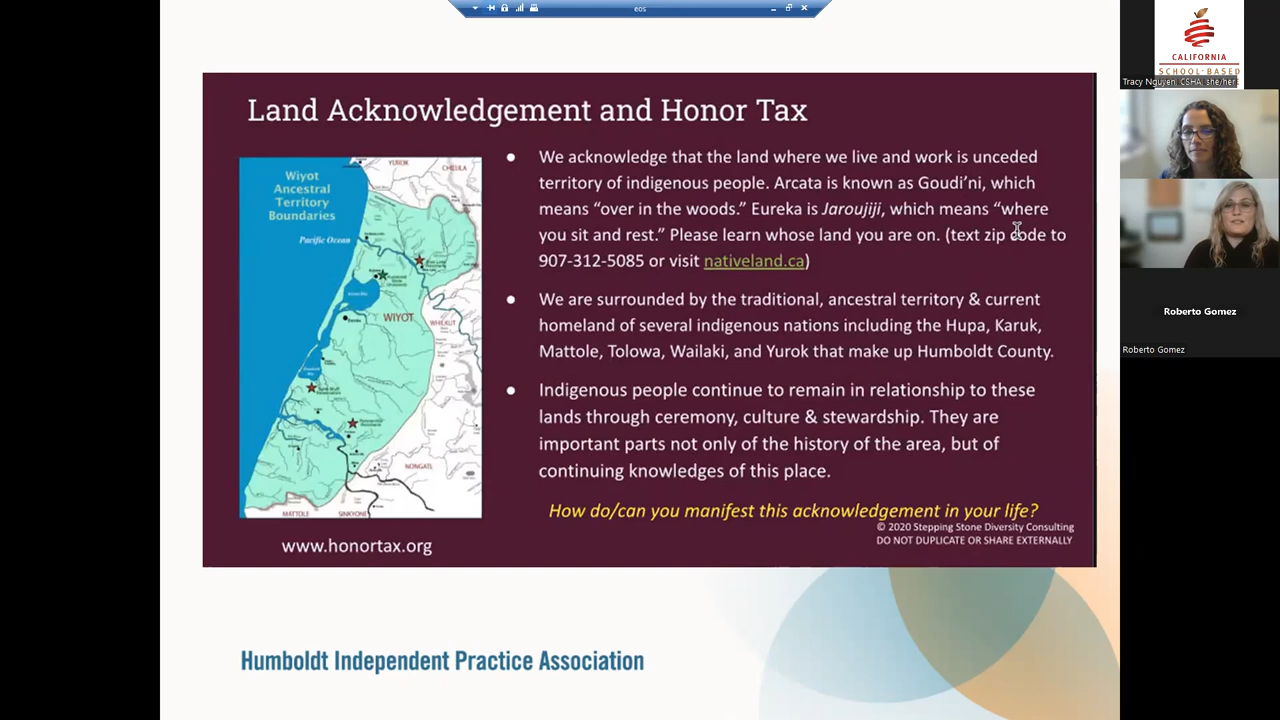 eos
Land Acknowledgement and Honor Tax
Wiyot
Ancestral
Territory
Boundaries
Pacific Ocean
YUROK
CHILULA
WIYOT
WHILKUT
NONGATL
MATTOLE
SINKYONE
www.honortax.org
● We acknowledge that the land where we live and work is unceded
territory of indigenous people. Arcata is known as Goudi’ni, which
means “over in the woods.” Eureka is Jaroujiji, which means “where
you sit and rest.” Please learn whose land you are on. (text zip code to
907-312-5085 or visit nativeland.ca)
● We are surrounded by the traditional, ancestral territory & current
homeland of several indigenous nations including the Hupa, Karuk,
Mattole, Tolowa, Wailaki, and Yurok that make up Humboldt County.
● Indigenous people continue to remain in relationship to these
lands through ceremony, culture & stewardship. They are
important parts not only of the history of the area, but of
continuing knowledges of this place.
How do/can you manifest this acknowledgement in your life?
© 2020 Stepping Stone Diversity Consulting
DO NOT DUPLICATE OR SHARE EXTERNALLY
Humboldt Independent Practice Association
CALIFORNIA
SCHOOL-BASED
Tracy Nguyen, CSHA, she/her
Roberto Gomez
Roberto Gomez